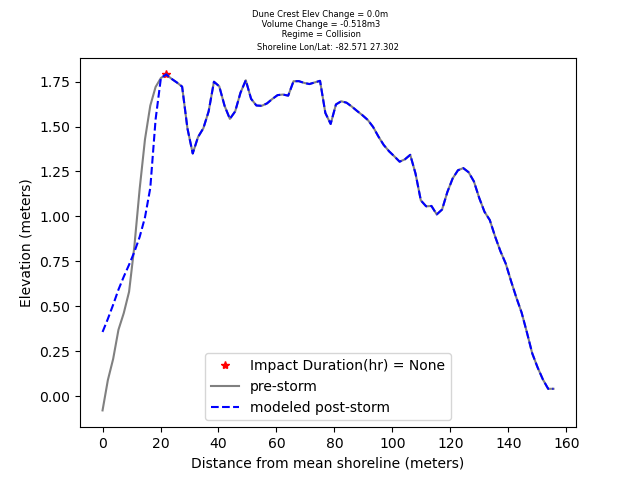 Dune Crest Elev Change = 0.0m
Volume Change = -0.518m3
Regime = Collision
Shoreline Lon/Lat: -82.571 27.302
1.75
1.50
1.25
1.00
0.75
0.50
0.25
0.00
Elevation (meters)
Impact Duration(hr) = None
pre-storm
modeled post-storm
0 20 40 60 80 100 120 140 160
Distance from mean shoreline (meters)